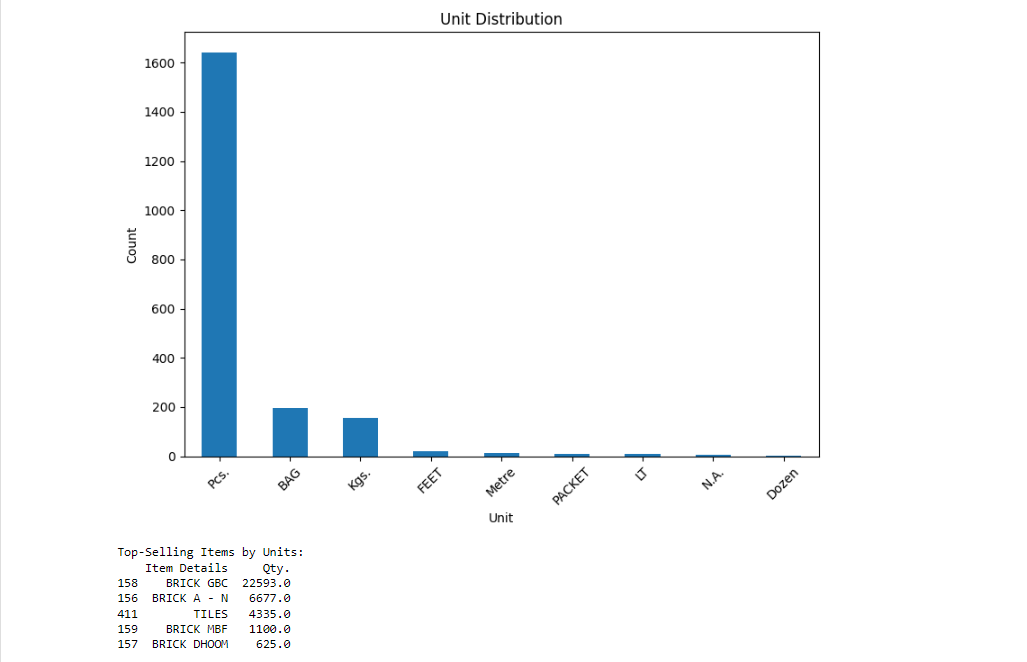 Unit Distribution
1600
1400
1200
1000
800
600
400
200
0
Count
Pcs.
BAG
Kgs.
FEET
Metre
PACKET
LT
N.A.
Dozen
Unit
Top-Selling Items by Units:
Item Details Qty.
158 BRICK GBC 22593.0
156 BRICK A - N 6677.0
411 TILES 4335.0
159 BRICK MBF 1100.0
157 BRICK DHOOM 625.0